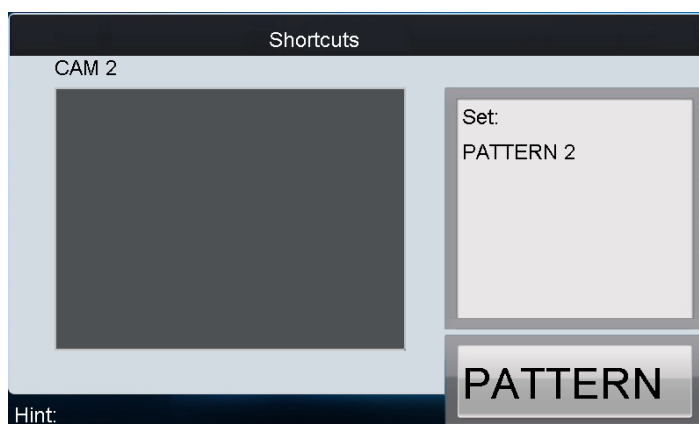 Shortcuts
CAM 2
Set:
PATTERN 2
PATTERN
Hint: